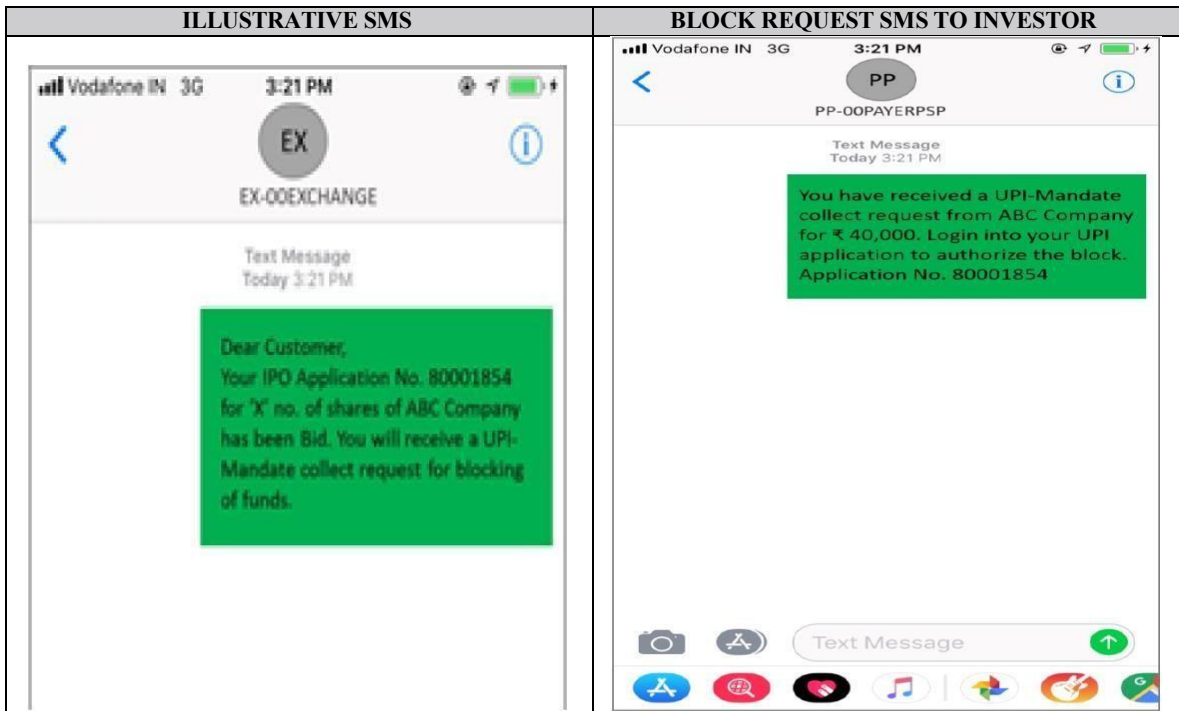 ILLUSTRATIVE SMS
Vodafone IN 3G 3:21 PM
EX
EX-00EXCHANGE
Text Message
Today 3:21 PM
Dear Customer,
Your IPO Application No. 80001854
for 'X' no. of shares of ABC Company
has been Bid. You will receive a UPI-
Mandate collect request for blocking
of funds.
BLOCK REQUEST SMS TO INVESTOR
Vodafone IN 3G 3:21 PM
PP
PP-00PAYERPSP
Text Message
Today 3:21 PM
You have received a UPI-Mandate
collect request from ABC Company
for ₹ 40,000. Login into your UPI
application to authorize the block.
Application No. 80001854
Text Message
G